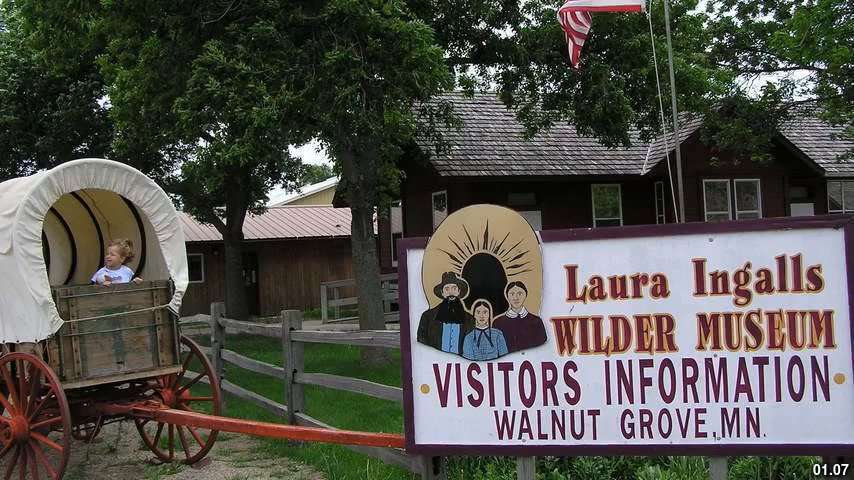 Laura Ingalls
WILDER MUSEUM
VISITORS INFORMATION
WALNUT GROVE, MN.
01.07